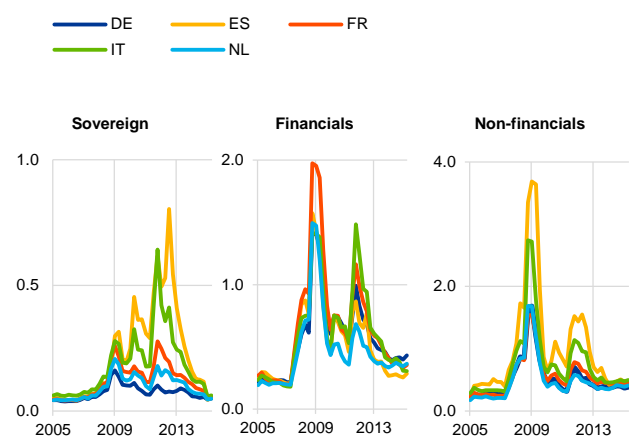 DE ES FR
IT NL
Sovereign Financials Non-financials
1.0 2.0 4.0
0.5 1.0 2.0
0.0 0.0 0.0
2005 2009 2013 2005 2009 2013 2005 2009 2013